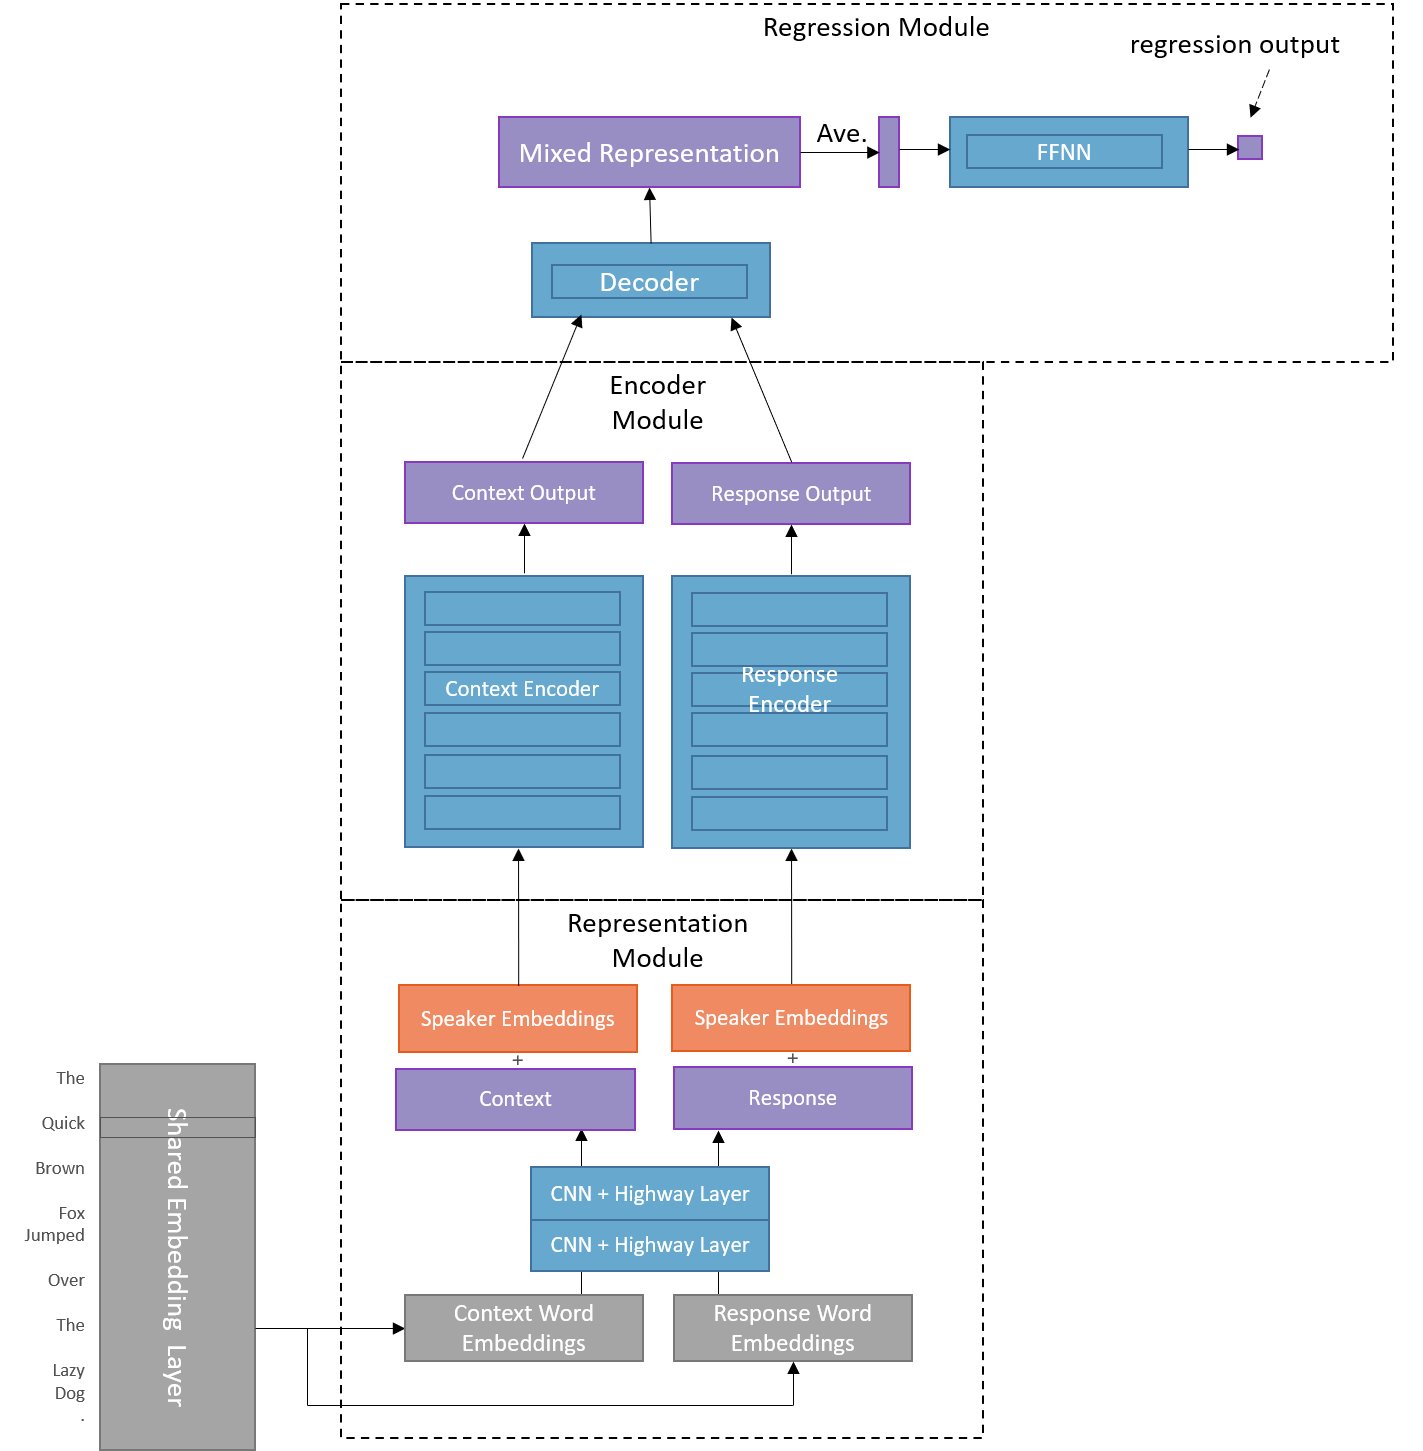 Regression Module
regression output
Mixed Representation
Ave.
FFNN
Decoder
Encoder
Module
Context Output
Response Output
Context Encoder
Response
Encoder
Representation
Module
Speaker Embeddings
Speaker Embeddings
+
+
Context
Response
CNN + Highway Layer
CNN + Highway Layer
Context Word
Embeddings
Response Word
Embeddings
The
Quick
Brown
Fox
Jumped
Over
The
Lazy
Dog
.
Shared Embedding Layer